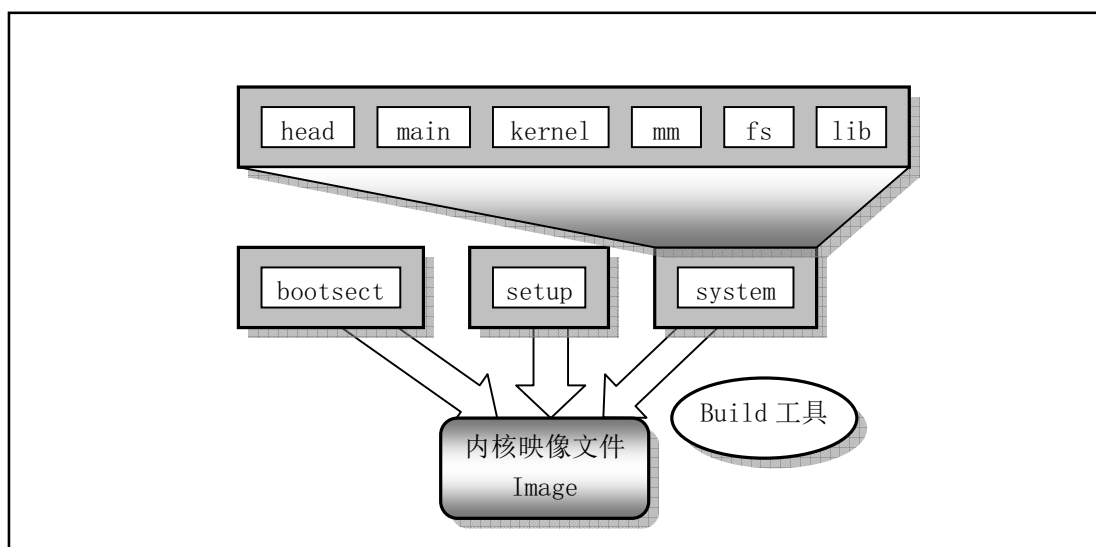 head main kernel mm fs lib
bootsect setup system
Build 工具
内核映像文件
Image